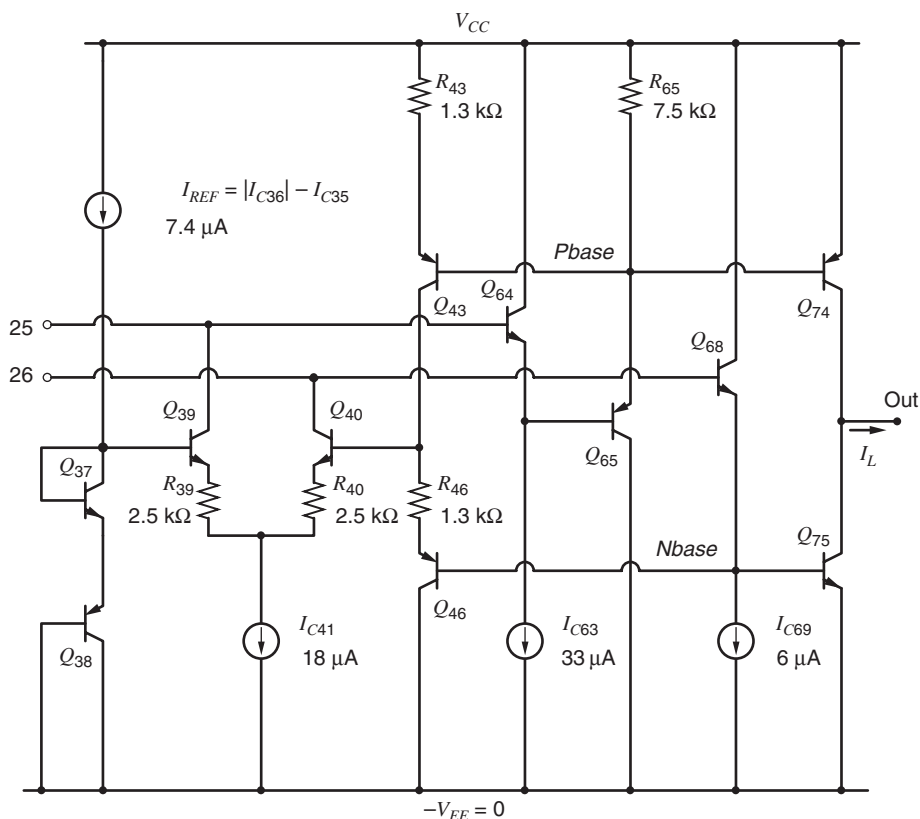 V_CC
R_43
1.3 kΩ
R_65
7.5 kΩ
I_REF = |I_C36| − I_C35
7.4 μA
Pbase
Q_43
Q_64
Q_74
25
Q_68
26
Out
Q_39
Q_40
I_L
Q_65
Q_37
R_39
2.5 kΩ
R_40
2.5 kΩ
R_46
1.3 kΩ
Nbase
Q_75
Q_46
Q_38
I_C41
18 μA
I_C63
33 μA
I_C69
6 μA
−V_EE = 0